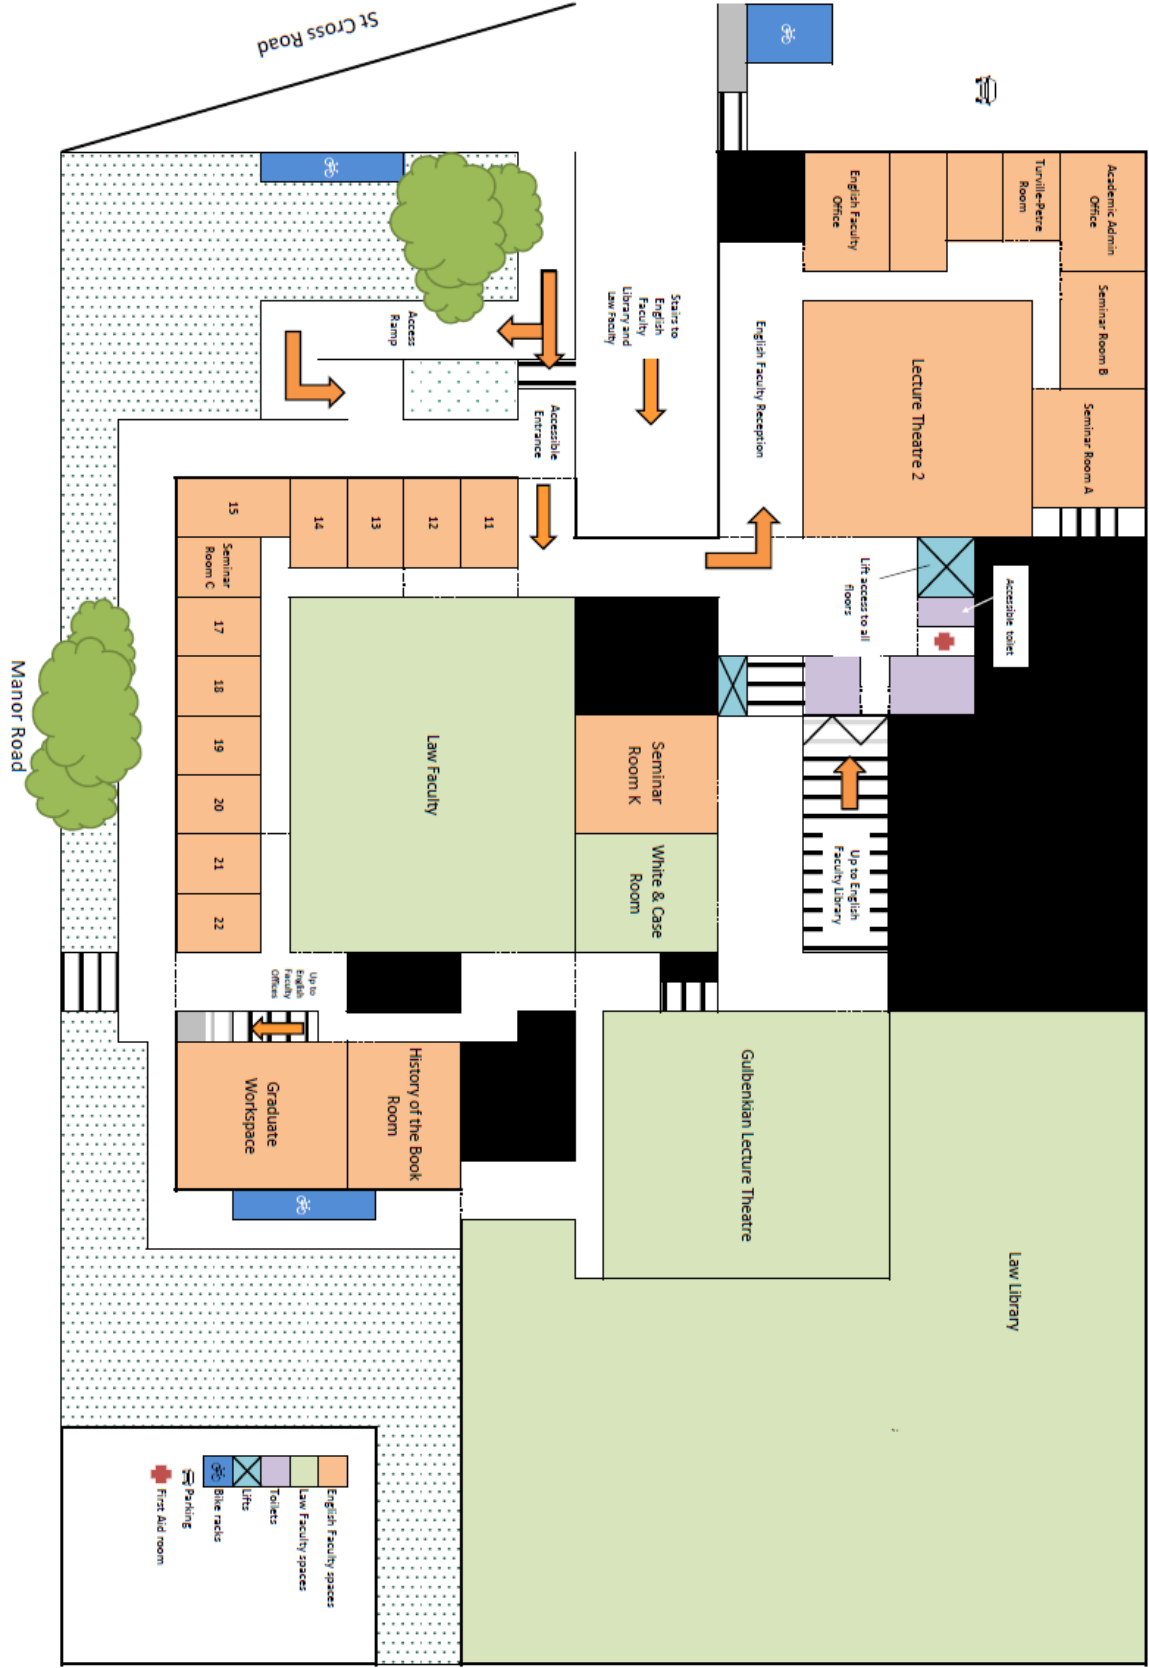 St Cross Road
Manor Road
Academic Admin
Office
Turville-Petre
Room
English Faculty
Office
Seminar Room B
Seminar Room A
Lecture Theatre 2
English Faculty Reception
Stairs to
English
Faculty
Library and
Law Faculty
Access
Ramp
Accessible
Entrance
Lift access to all
floors
Accessible toilet
11
12
13
14
15
Seminar
Room C
17
18
19
20
21
22
Law Faculty
Seminar
Room K
White & Case
Room
Up to English
Faculty Library
Up to
English
Faculty
Offices
Graduate
Workspace
History of the Book
Room
Gulbenkian Lecture Theatre
Law Library
English Faculty spaces
Law Faculty spaces
Toilets
Lifts
Bike racks
Parking
First Aid room